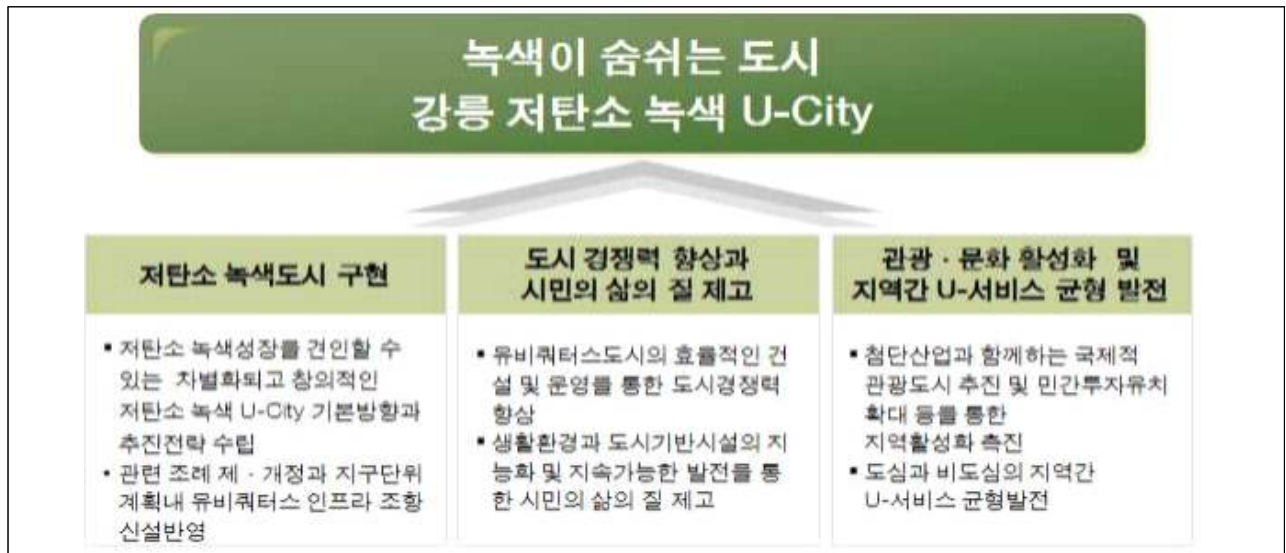 녹색이 숨쉬는 도시
강릉 저탄소 녹색 U-City
저탄소 녹색도시 구현
▪ 저탄소 녹색성장를 견인할 수
있는 차별화되고 창의적인
저탄소 녹색 U-City 기본방향과
추진전략 수립
• 관련 조례 제 · 개정과 지구단위
계획내 유비쿼터스 인프라 조항
신설반영
도시 경쟁력 향상과
시민의 삶의 질 제고
▪ 유비쿼터스도시의 효율적인 건
설 및 운영를 통한 도시경쟁력
향상
▪ 생활환경과 도시기반시설의 지
능화 및 지속가능한 발전을 통
한 시민의 삶의 질 제고
관광 · 문화 활성화 및
지역간 U-서비스 균형 발전
▪ 첨단산업과 함께하는 국제적
관광도시 추진 및 민간투자유치
확대 등를 통한
지역활성화 측진
▪ 도심과 비도심의 지역간
U-서비스 균형발전